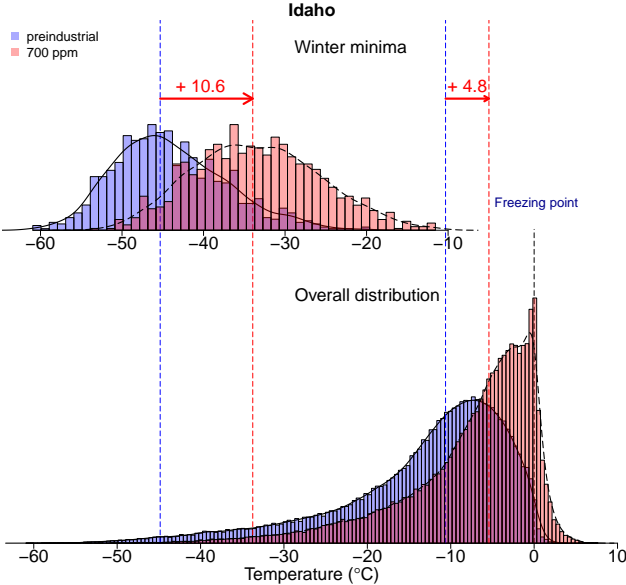 Idaho
preindustrial
700 ppm
Winter minima
+ 10.6
+ 4.8
Freezing point
−60 −50 −40 −30 −20 −10
Overall distribution
−60 −50 −40 −30 −20 −10 0 10
Temperature (°C)